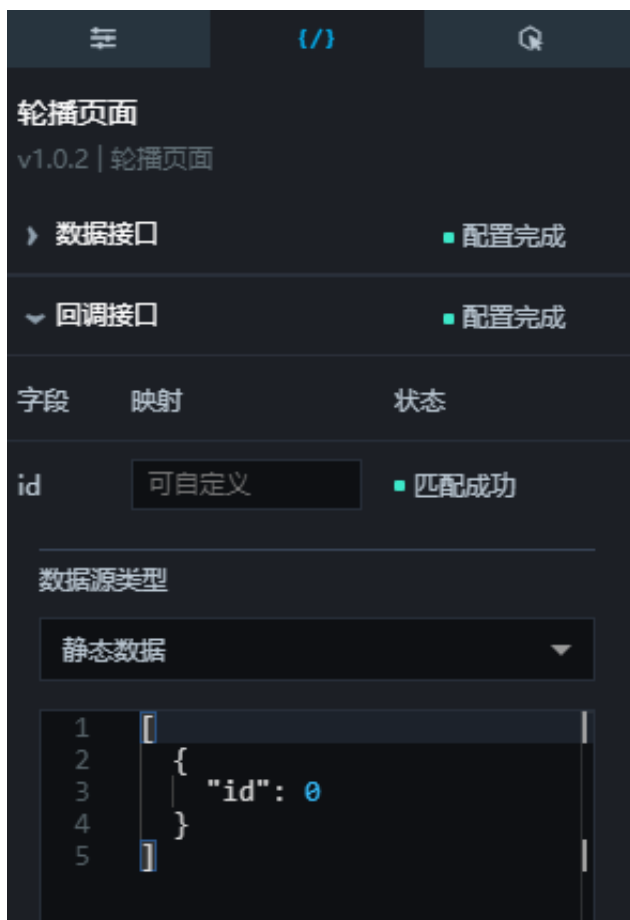 {/}
轮播页面
v1.0.2 | 轮播页面
数据接口 配置完成
回调接口 配置完成
字段 映射 状态
id 可自定义 匹配成功
数据源类型
静态数据
1 [
2 {
3 "id": 0
4 }
5 ]